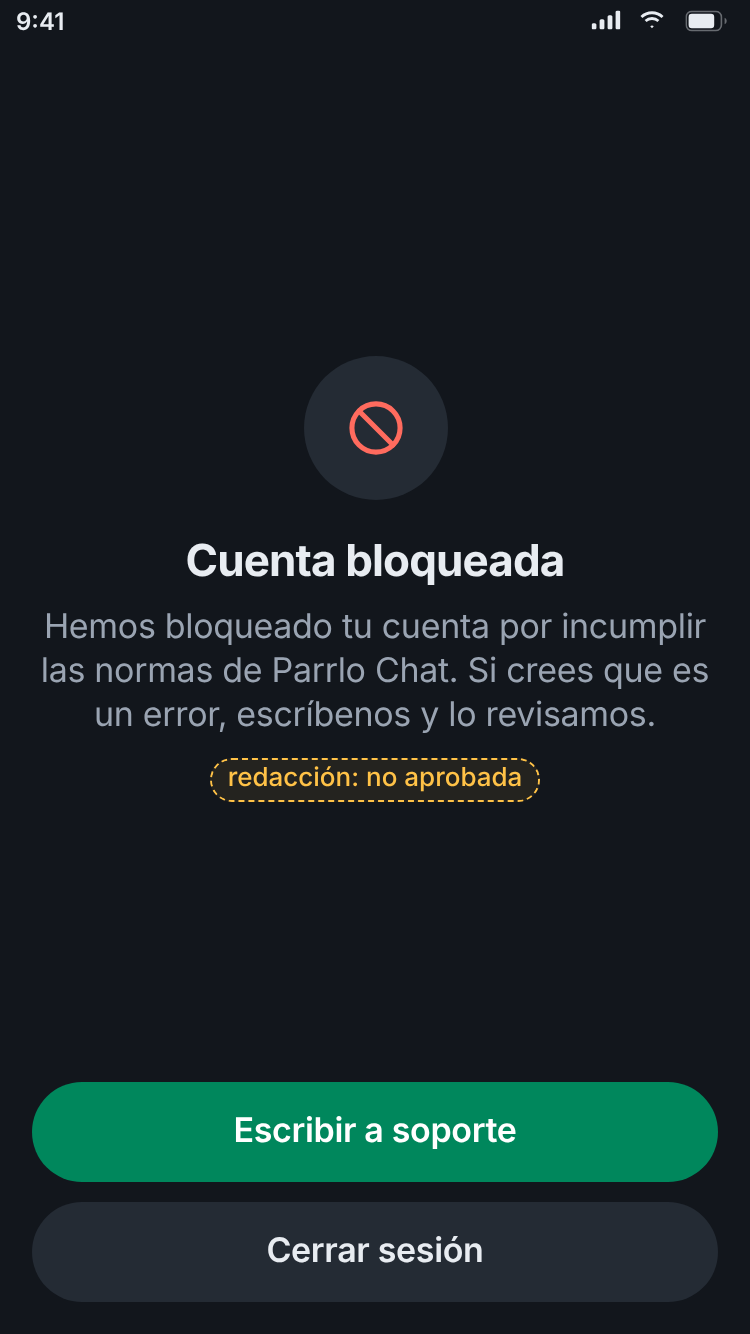 9:41
Cuenta bloqueada
Hemos bloqueado tu cuenta por incumplir
las normas de Parrlo Chat. Si crees que es
un error, escríbenos y lo revisamos.
redacción: no aprobada
Escribir a soporte
Cerrar sesión